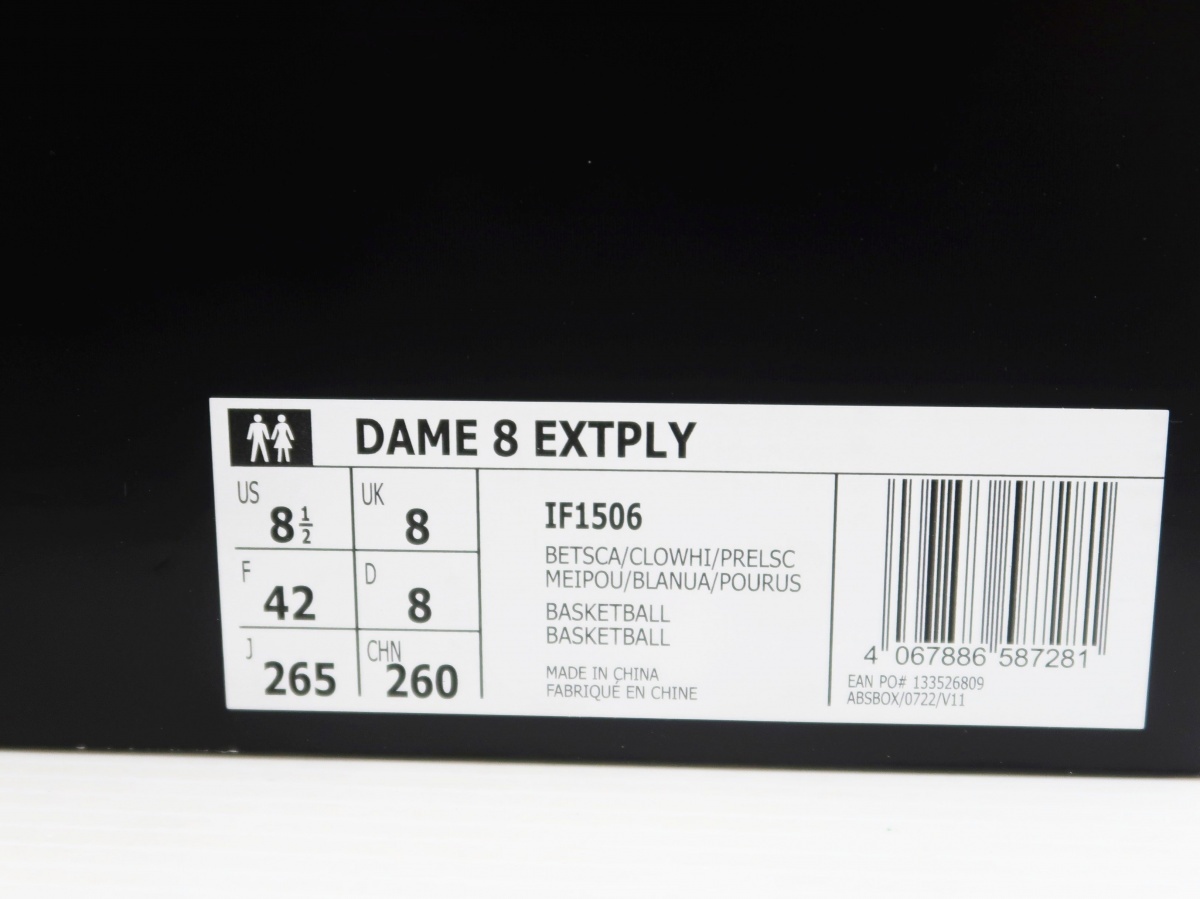 DAME 8 EXTPLY
US 8½ UK 8
F 42 D 8
J 265 CHN 260
IF1506
BETSCA/CLOWHI/PRELSC
MEIPOU/BLANUA/POURUS
BASKETBALL
BASKETBALL
MADE IN CHINA
FABRIQUÉ EN CHINE
4 067886 587281
EAN PO# 133526809
ABSBOX/0722/V11